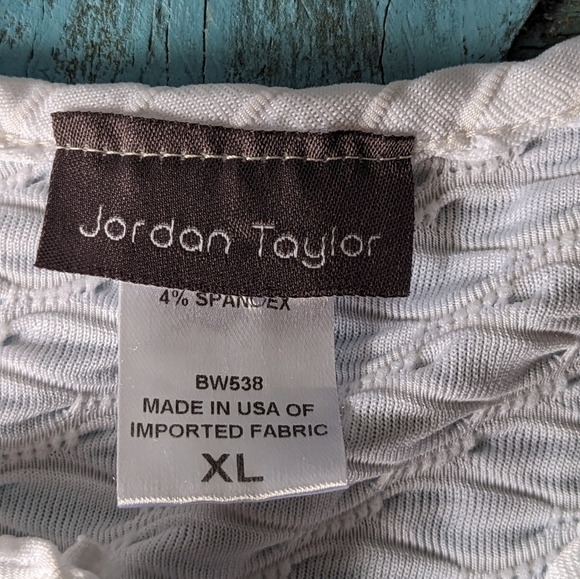 Jordan Taylor
4% SPANDEX
BW538
MADE IN USA OF
IMPORTED FABRIC
XL